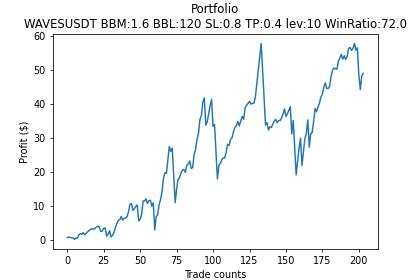 Portfolio
WAVESUSDT BBM:1.6 BBL:120 SL:0.8 TP:0.4 lev:10 WinRatio:72.0
60
50
40
30
20
10
0
Profit ($)
0 25 50 75 100 125 150 175 200
Trade counts